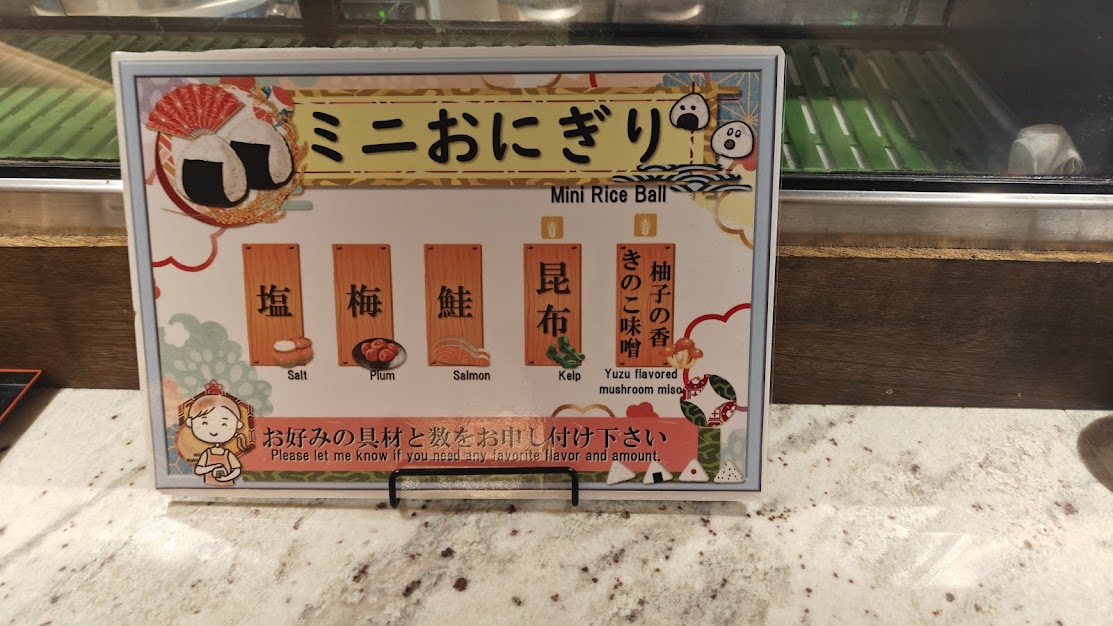 ミニおにぎり
Mini Rice Ball
塩
Salt
梅
Plum
鮭
Salmon
昆布
Kelp
柚子の香
きのこ味噌
Yuzu flavored
mushroom miso
お好みの具材と数をお申し付け下さい
Please let me know if you need any favorite flavor and amount.